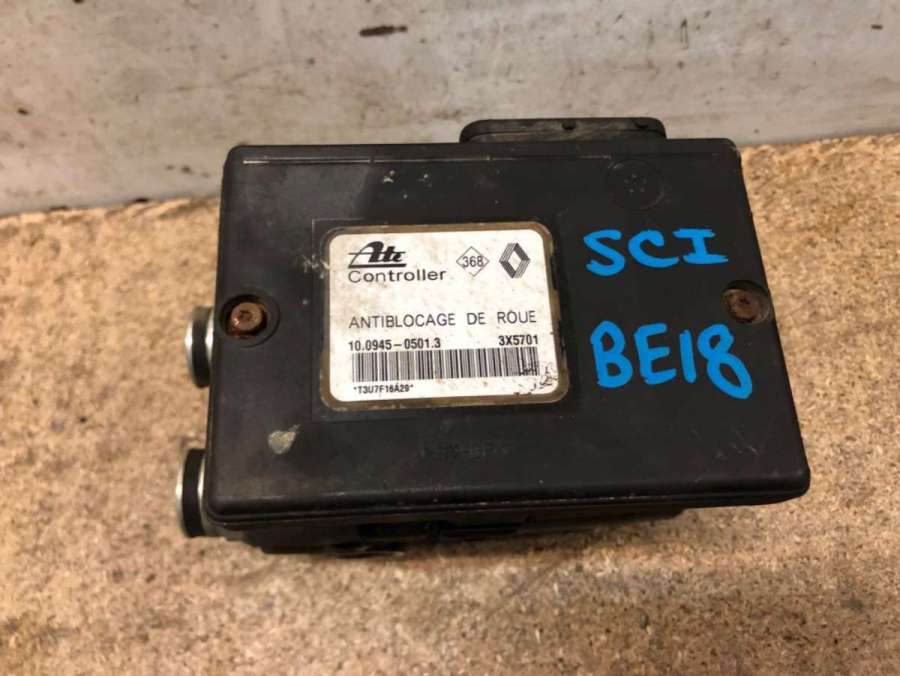 Ate
Controller 368
ANTIBLOCAGE DE ROUE
10.0945-0501.3 3X5701
*T3U7F16A29*
SCI
BE18